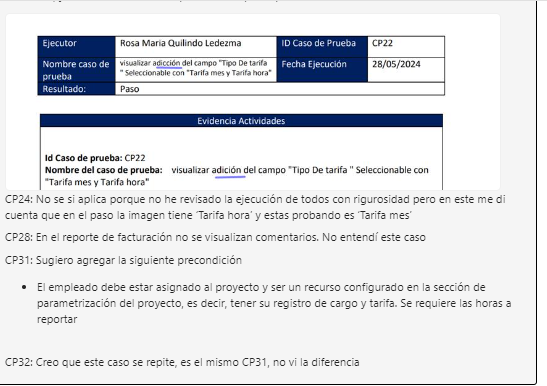 Ejecutor Rosa Maria Quilindo Ledezma ID Caso de Prueba CP22
Nombre caso de prueba visualizar adicción del campo "Tipo De tarifa " Seleccionable con "Tarifa mes y Tarifa hora" Fecha Ejecución 28/05/2024
Resultado: Paso
Evidencia Actividades
Id Caso de prueba: CP22
Nombre del caso de prueba: visualizar adición del campo "Tipo De tarifa " Seleccionable con
"Tarifa mes y Tarifa hora"
CP24: No se si aplica porque no he revisado la ejecución de todos con rigurosidad pero en este me di
cuenta que en el paso la imagen tiene 'Tarifa hora' y estas probando es 'Tarifa mes'
CP28: En el reporte de facturación no se visualizan comentarios. No entendí este caso
CP31: Sugiero agregar la siguiente precondición
• El empleado debe estar asignado al proyecto y ser un recurso configurado en la sección de
parametrización del proyecto, es decir, tener su registro de cargo y tarifa. Se requiere las horas a
reportar
CP32: Creo que este caso se repite, es el mismo CP31, no vi la diferencia